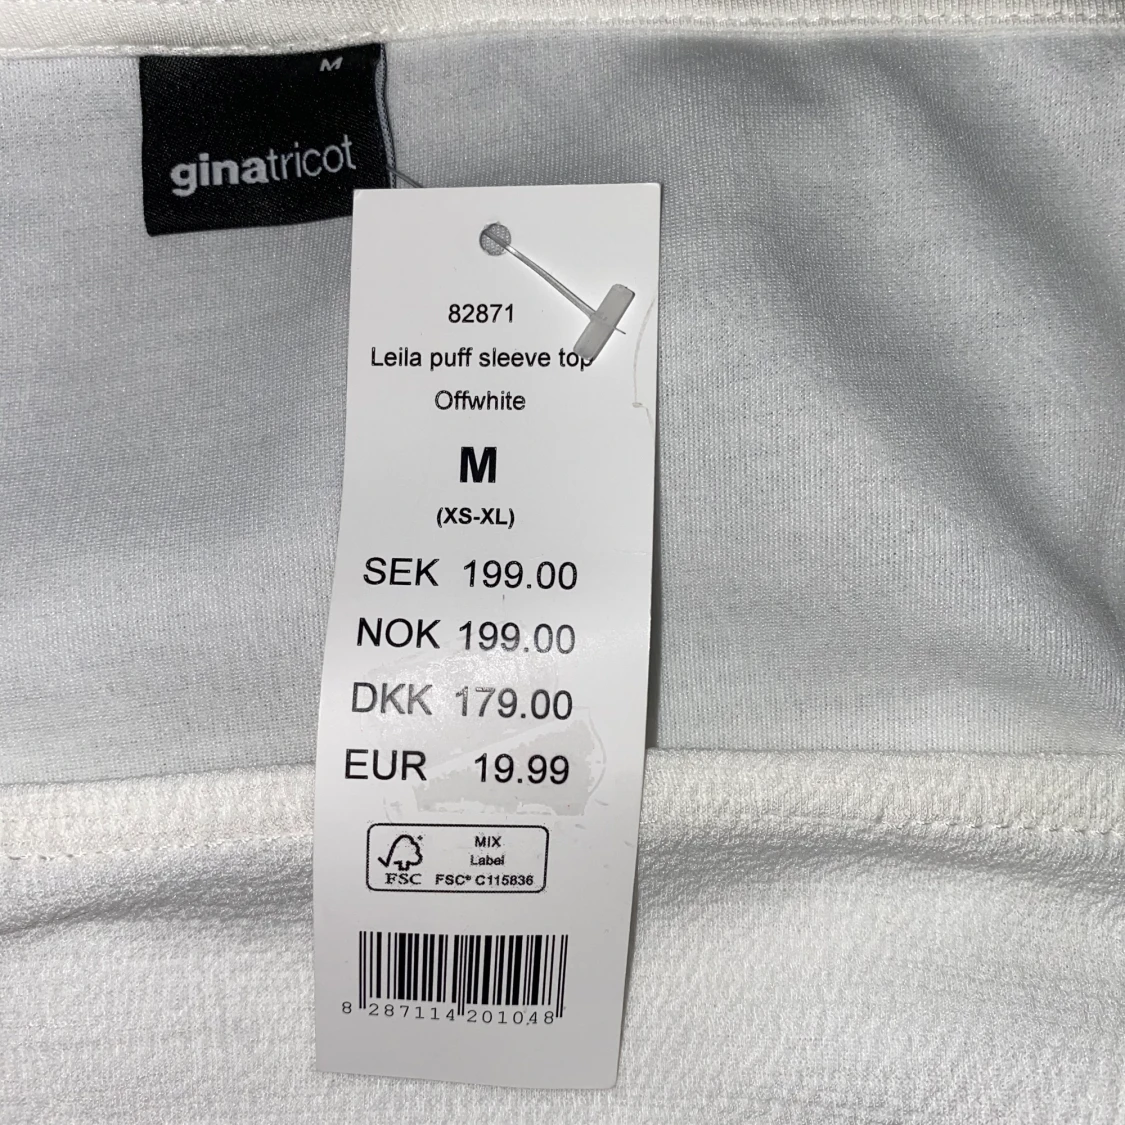 M
ginatricot
82871
Leila puff sleeve top
Offwhite
M
(XS-XL)
SEK 199.00
NOK 199.00
DKK 179.00
EUR 19.99
MIX
Label
FSC FSC® C115836
8 287114 201048